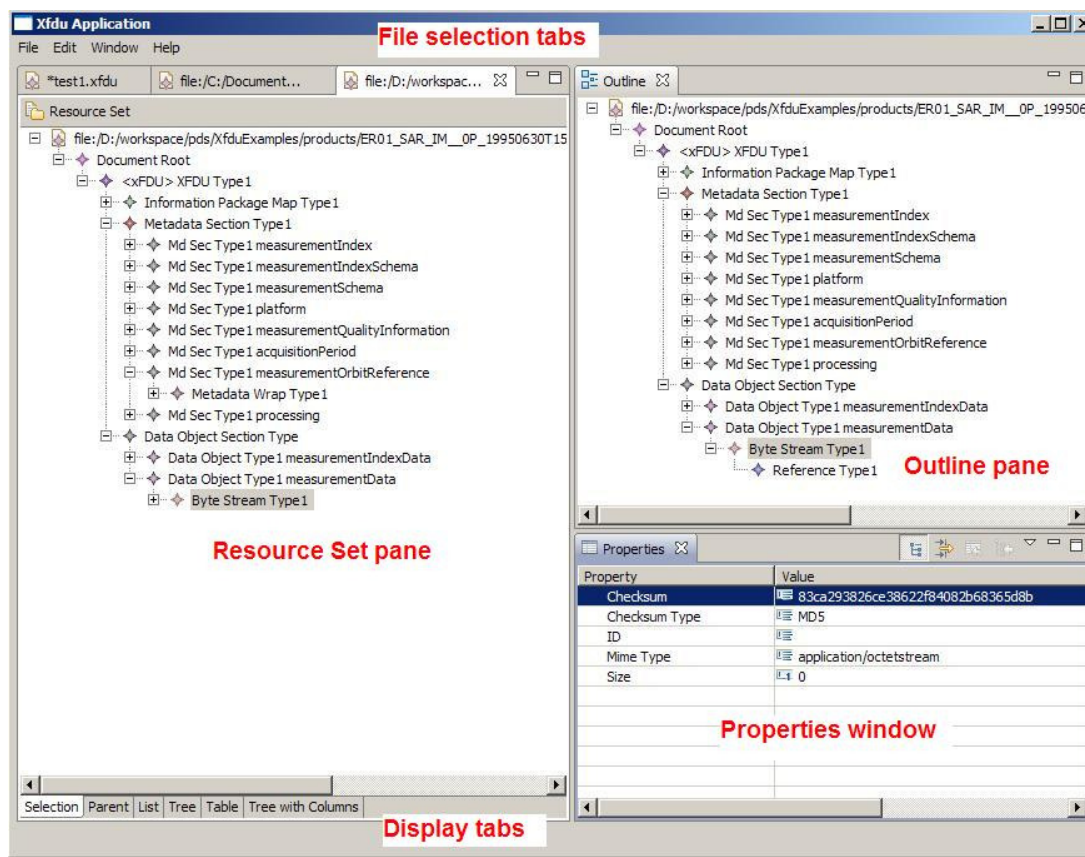 Xfdu Application
File Edit Window Help
File selection tabs
*test1.xfdu
file:/C:/Document...
file:/D:/workspac...
Resource Set
file:/D:/workspace/pds/XfduExamples/products/ER01_SAR_IM__0P_19950630T15
Document Root
<xFDU> XFDU Type1
Information Package Map Type1
Metadata Section Type1
Md Sec Type1 measurementIndex
Md Sec Type1 measurementIndexSchema
Md Sec Type1 measurementSchema
Md Sec Type1 platform
Md Sec Type1 measurementQualityInformation
Md Sec Type1 acquisitionPeriod
Md Sec Type1 measurementOrbitReference
Metadata Wrap Type1
Md Sec Type1 processing
Data Object Section Type
Data Object Type1 measurementIndexData
Data Object Type1 measurementData
Byte Stream Type1
Resource Set pane
Selection Parent List Tree Table Tree with Columns
Display tabs
Outline
file:/D:/workspace/pds/XfduExamples/products/ER01_SAR_IM__0P_199506
Document Root
<xFDU> XFDU Type1
Information Package Map Type1
Metadata Section Type1
Md Sec Type1 measurementIndex
Md Sec Type1 measurementIndexSchema
Md Sec Type1 measurementSchema
Md Sec Type1 platform
Md Sec Type1 measurementQualityInformation
Md Sec Type1 acquisitionPeriod
Md Sec Type1 measurementOrbitReference
Md Sec Type1 processing
Data Object Section Type
Data Object Type1 measurementIndexData
Data Object Type1 measurementData
Byte Stream Type1
Reference Type1
Outline pane
Properties
Property Value
Checksum 83ca293826ce38622f84082b68365d8b
Checksum Type MD5
ID
Mime Type application/octetstream
Size 0
Properties window